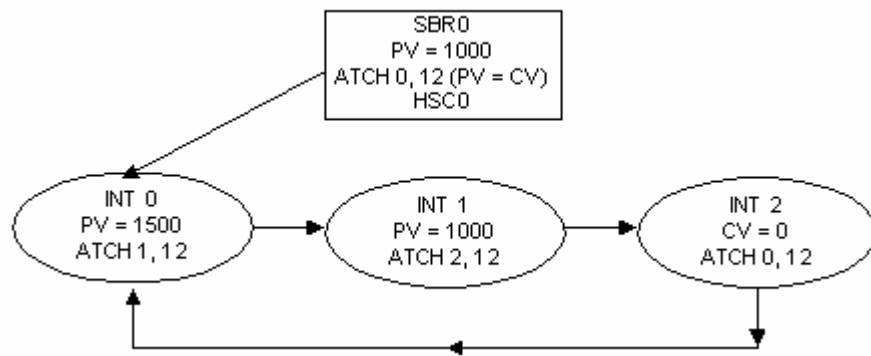 SBR0
PV = 1000
ATCH 0, 12 (PV = CV)
HSC0
INT 0
PV = 1500
ATCH 1, 12
INT 1
PV = 1000
ATCH 2, 12
INT 2
CV = 0
ATCH 0, 12